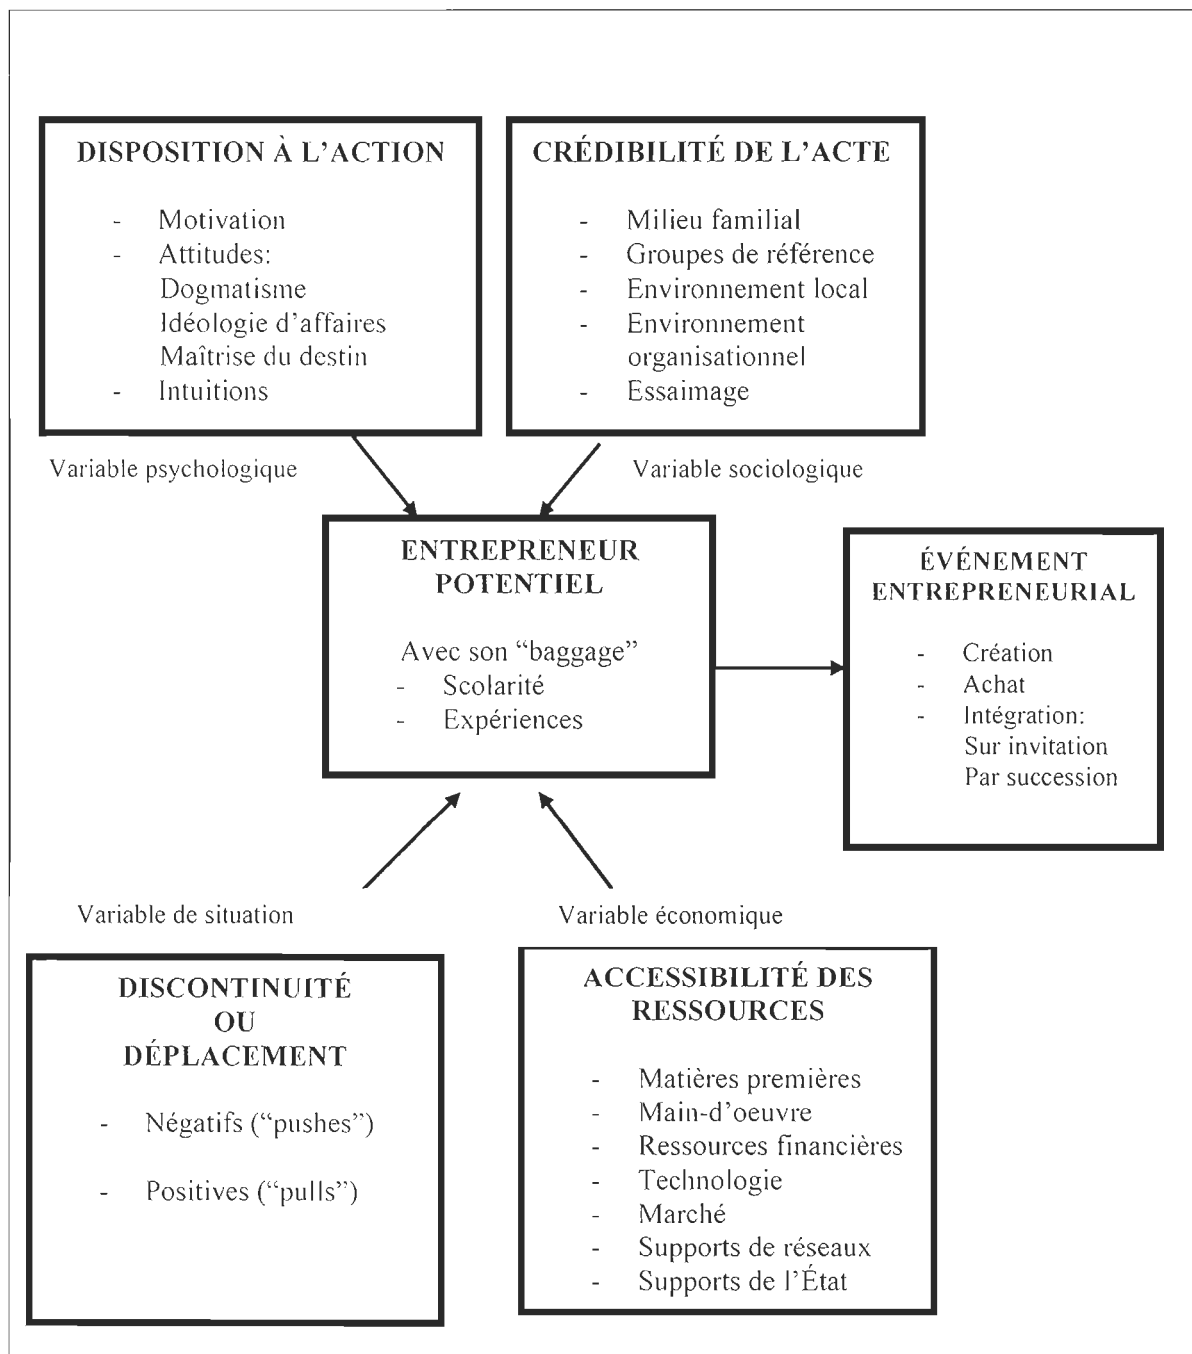 DISPOSITION À L'ACTION
- Motivation
- Attitudes:
Dogmatisme
Idéologie d'affaires
Maîtrise du destin
- Intuitions
CRÉDIBILITÉ DE L'ACTE
- Milieu familial
- Groupes de référence
- Environnement local
- Environnement
organisationnel
- Essaimage
Variable psychologique
Variable sociologique
ENTREPRENEUR
POTENTIEL
Avec son “baggage”
- Scolarité
- Expériences
ÉVÉNEMENT
ENTREPRENEURIAL
- Création
- Achat
- Intégration:
Sur invitation
Par succession
Variable de situation
Variable économique
DISCONTINUITÉ
OU
DÉPLACEMENT
- Négatifs (“pushes”)
- Positives (“pulls”)
ACCESSIBILITÉ DES
RESSOURCES
- Matières premières
- Main-d'oeuvre
- Ressources financières
- Technologie
- Marché
- Supports de réseaux
- Supports de l'État